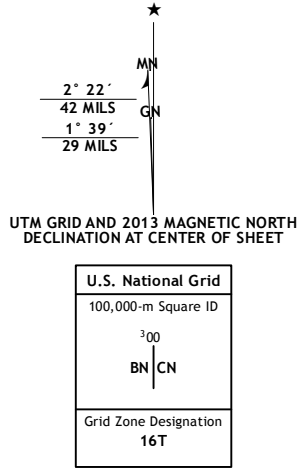 ★
MN
2° 22´
42 MILS
GN
1° 39´
29 MILS
UTM GRID AND 2013 MAGNETIC NORTH
DECLINATION AT CENTER OF SHEET
U.S. National Grid
100,000-m Square ID
³00
BN CN
Grid Zone Designation
16T